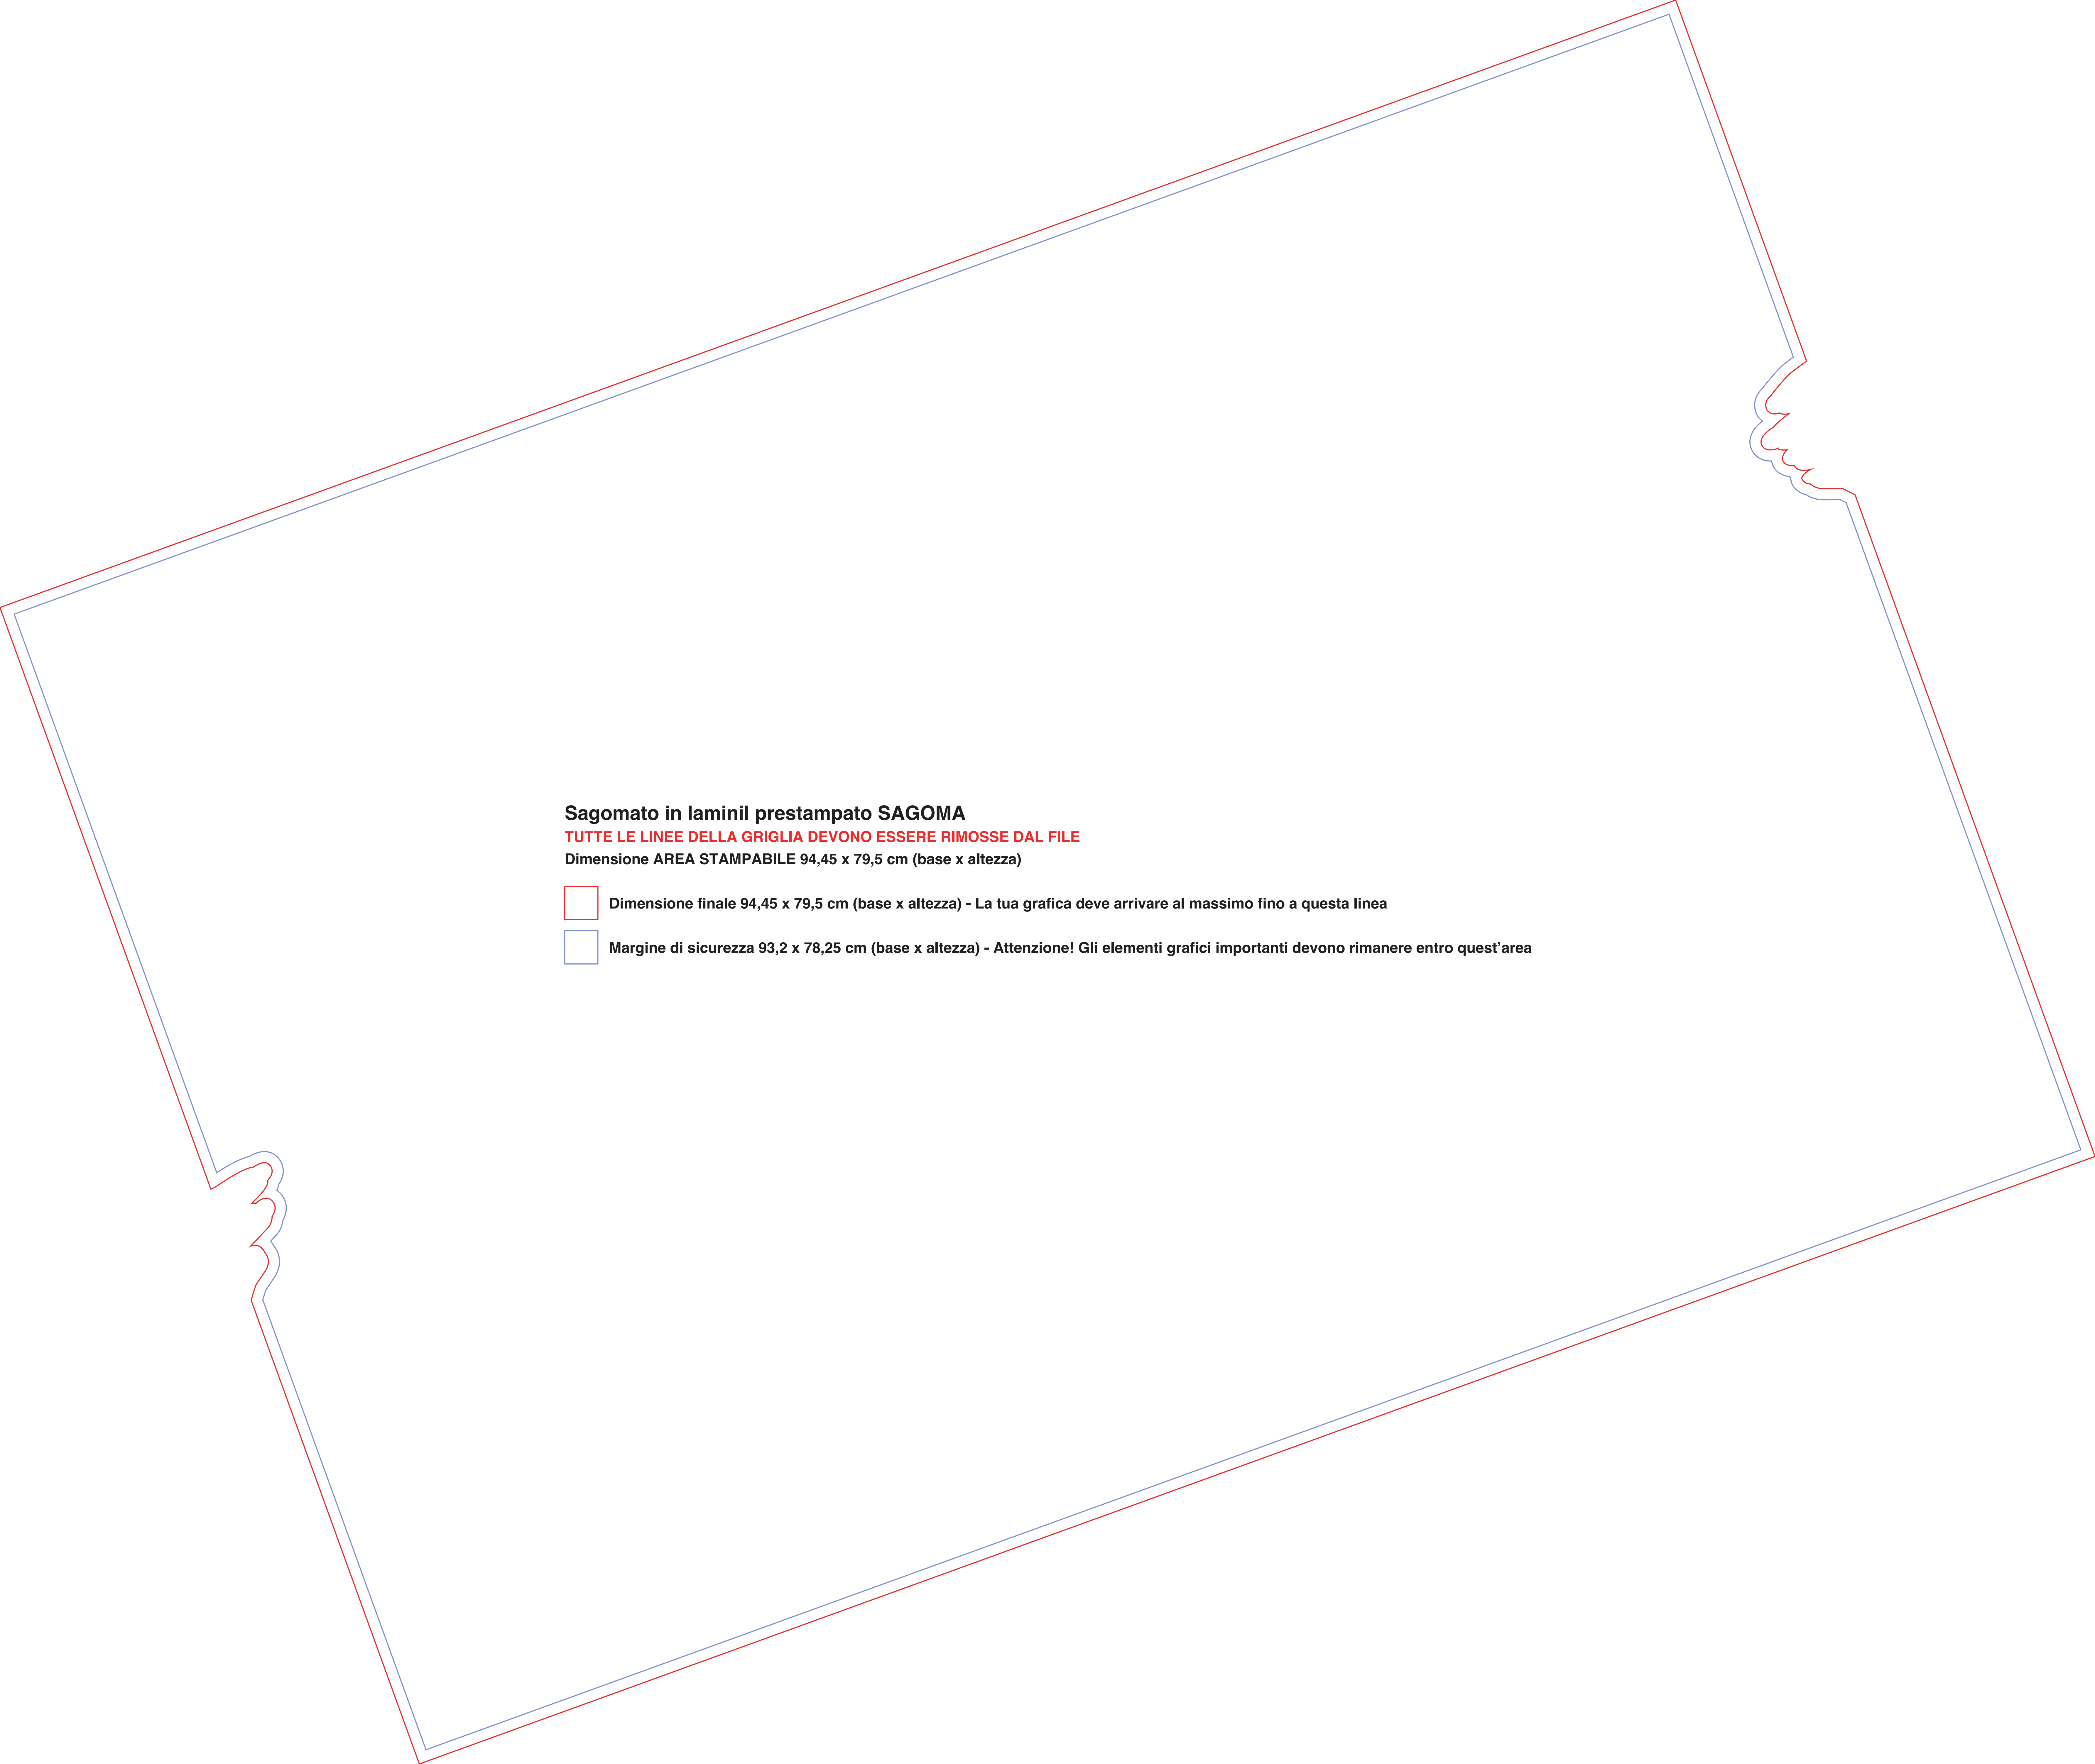 Sagomato in laminil prestampato SAGOMA
TUTTE LE LINEE DELLA GRIGLIA DEVONO ESSERE RIMOSSE DAL FILE
Dimensione AREA STAMPABILE 94,45 x 79,5 cm (base x altezza)
Dimensione finale 94,45 x 79,5 cm (base x altezza) - La tua grafica deve arrivare al massimo fino a questa linea
Margine di sicurezza 93,2 x 78,25 cm (base x altezza) - Attenzione! Gli elementi grafici importanti devono rimanere entro quest’area